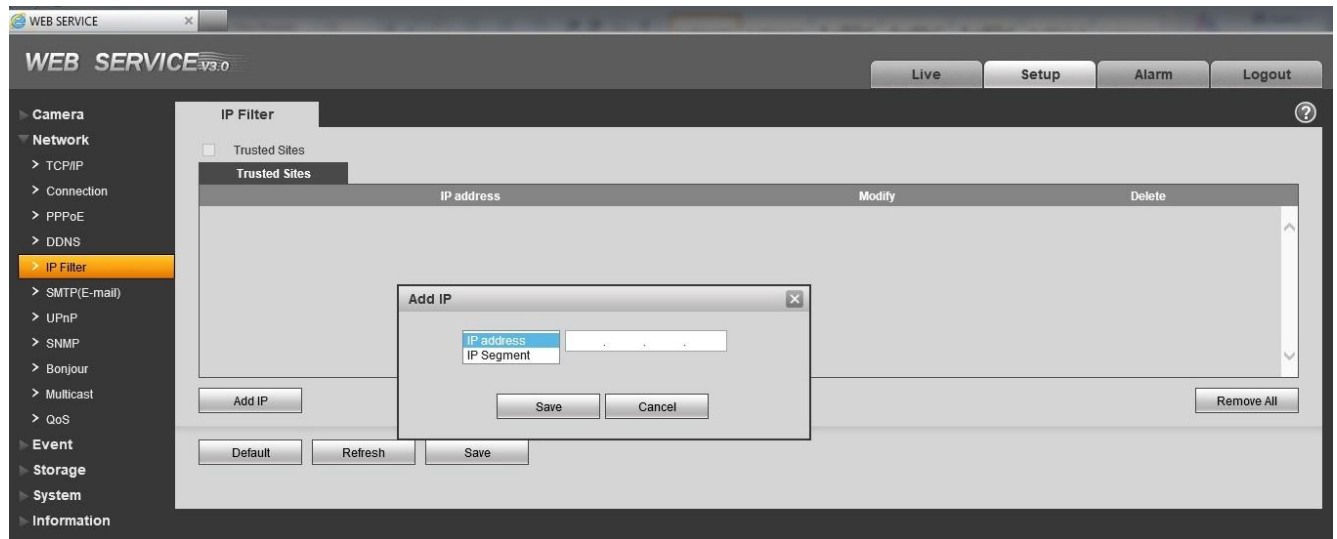 WEB SERVICE
WEB SERVICE V3.0
Live Setup Alarm Logout
Camera
Network
TCP/IP
Connection
PPPoE
DDNS
IP Filter
SMTP(E-mail)
UPnP
SNMP
Bonjour
Multicast
QoS
Event
Storage
System
Information
IP Filter
Trusted Sites
Trusted Sites
IP address Modify Delete
Add IP
IP address
IP Segment
Save Cancel
Add IP Remove All
Default Refresh Save